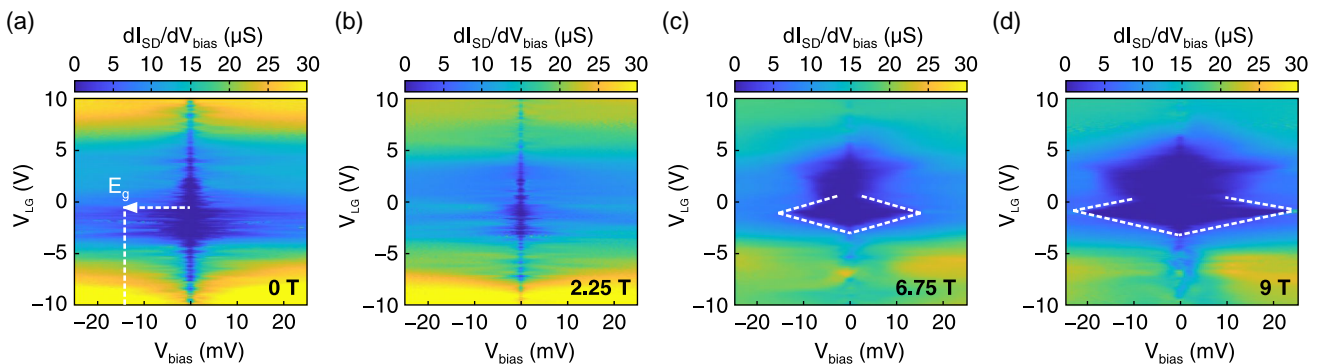 (a)
dI_SD/dV_bias (µS)
0 5 10 15 20 25 30
10
5
0
−5
−10
V_LG (V)
E_g
0 T
−20 −10 0 10 20
V_bias (mV)
(b)
dI_SD/dV_bias (µS)
0 5 10 15 20 25 30
10
5
0
−5
−10
V_LG (V)
2.25 T
−20 −10 0 10 20
V_bias (mV)
(c)
dI_SD/dV_bias (µS)
0 5 10 15 20 25 30
10
5
0
−5
−10
V_LG (V)
6.75 T
−20 −10 0 10 20
V_bias (mV)
(d)
dI_SD/dV_bias (µS)
0 5 10 15 20 25 30
10
5
0
−5
−10
V_LG (V)
9 T
−20 −10 0 10 20
V_bias (mV)